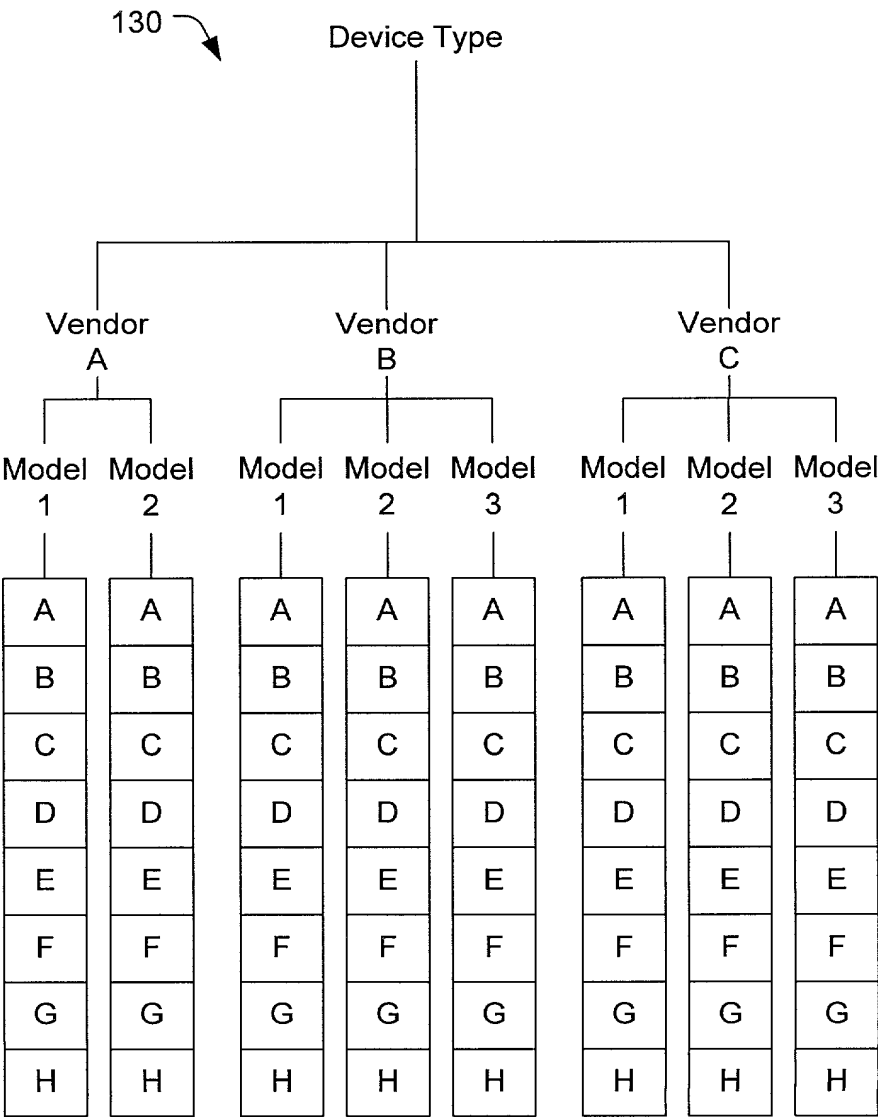 130
Device Type
Vendor Vendor Vendor
A B C
Model Model Model Model Model Model Model Model
1 2 1 2 3 1 2 3
A A A A A A A A
B B B B B B B B
C C C C C C C C
D D D D D D D D
E E E E E E E E
F F F F F F F F
G G G G G G G G
H H H H H H H H